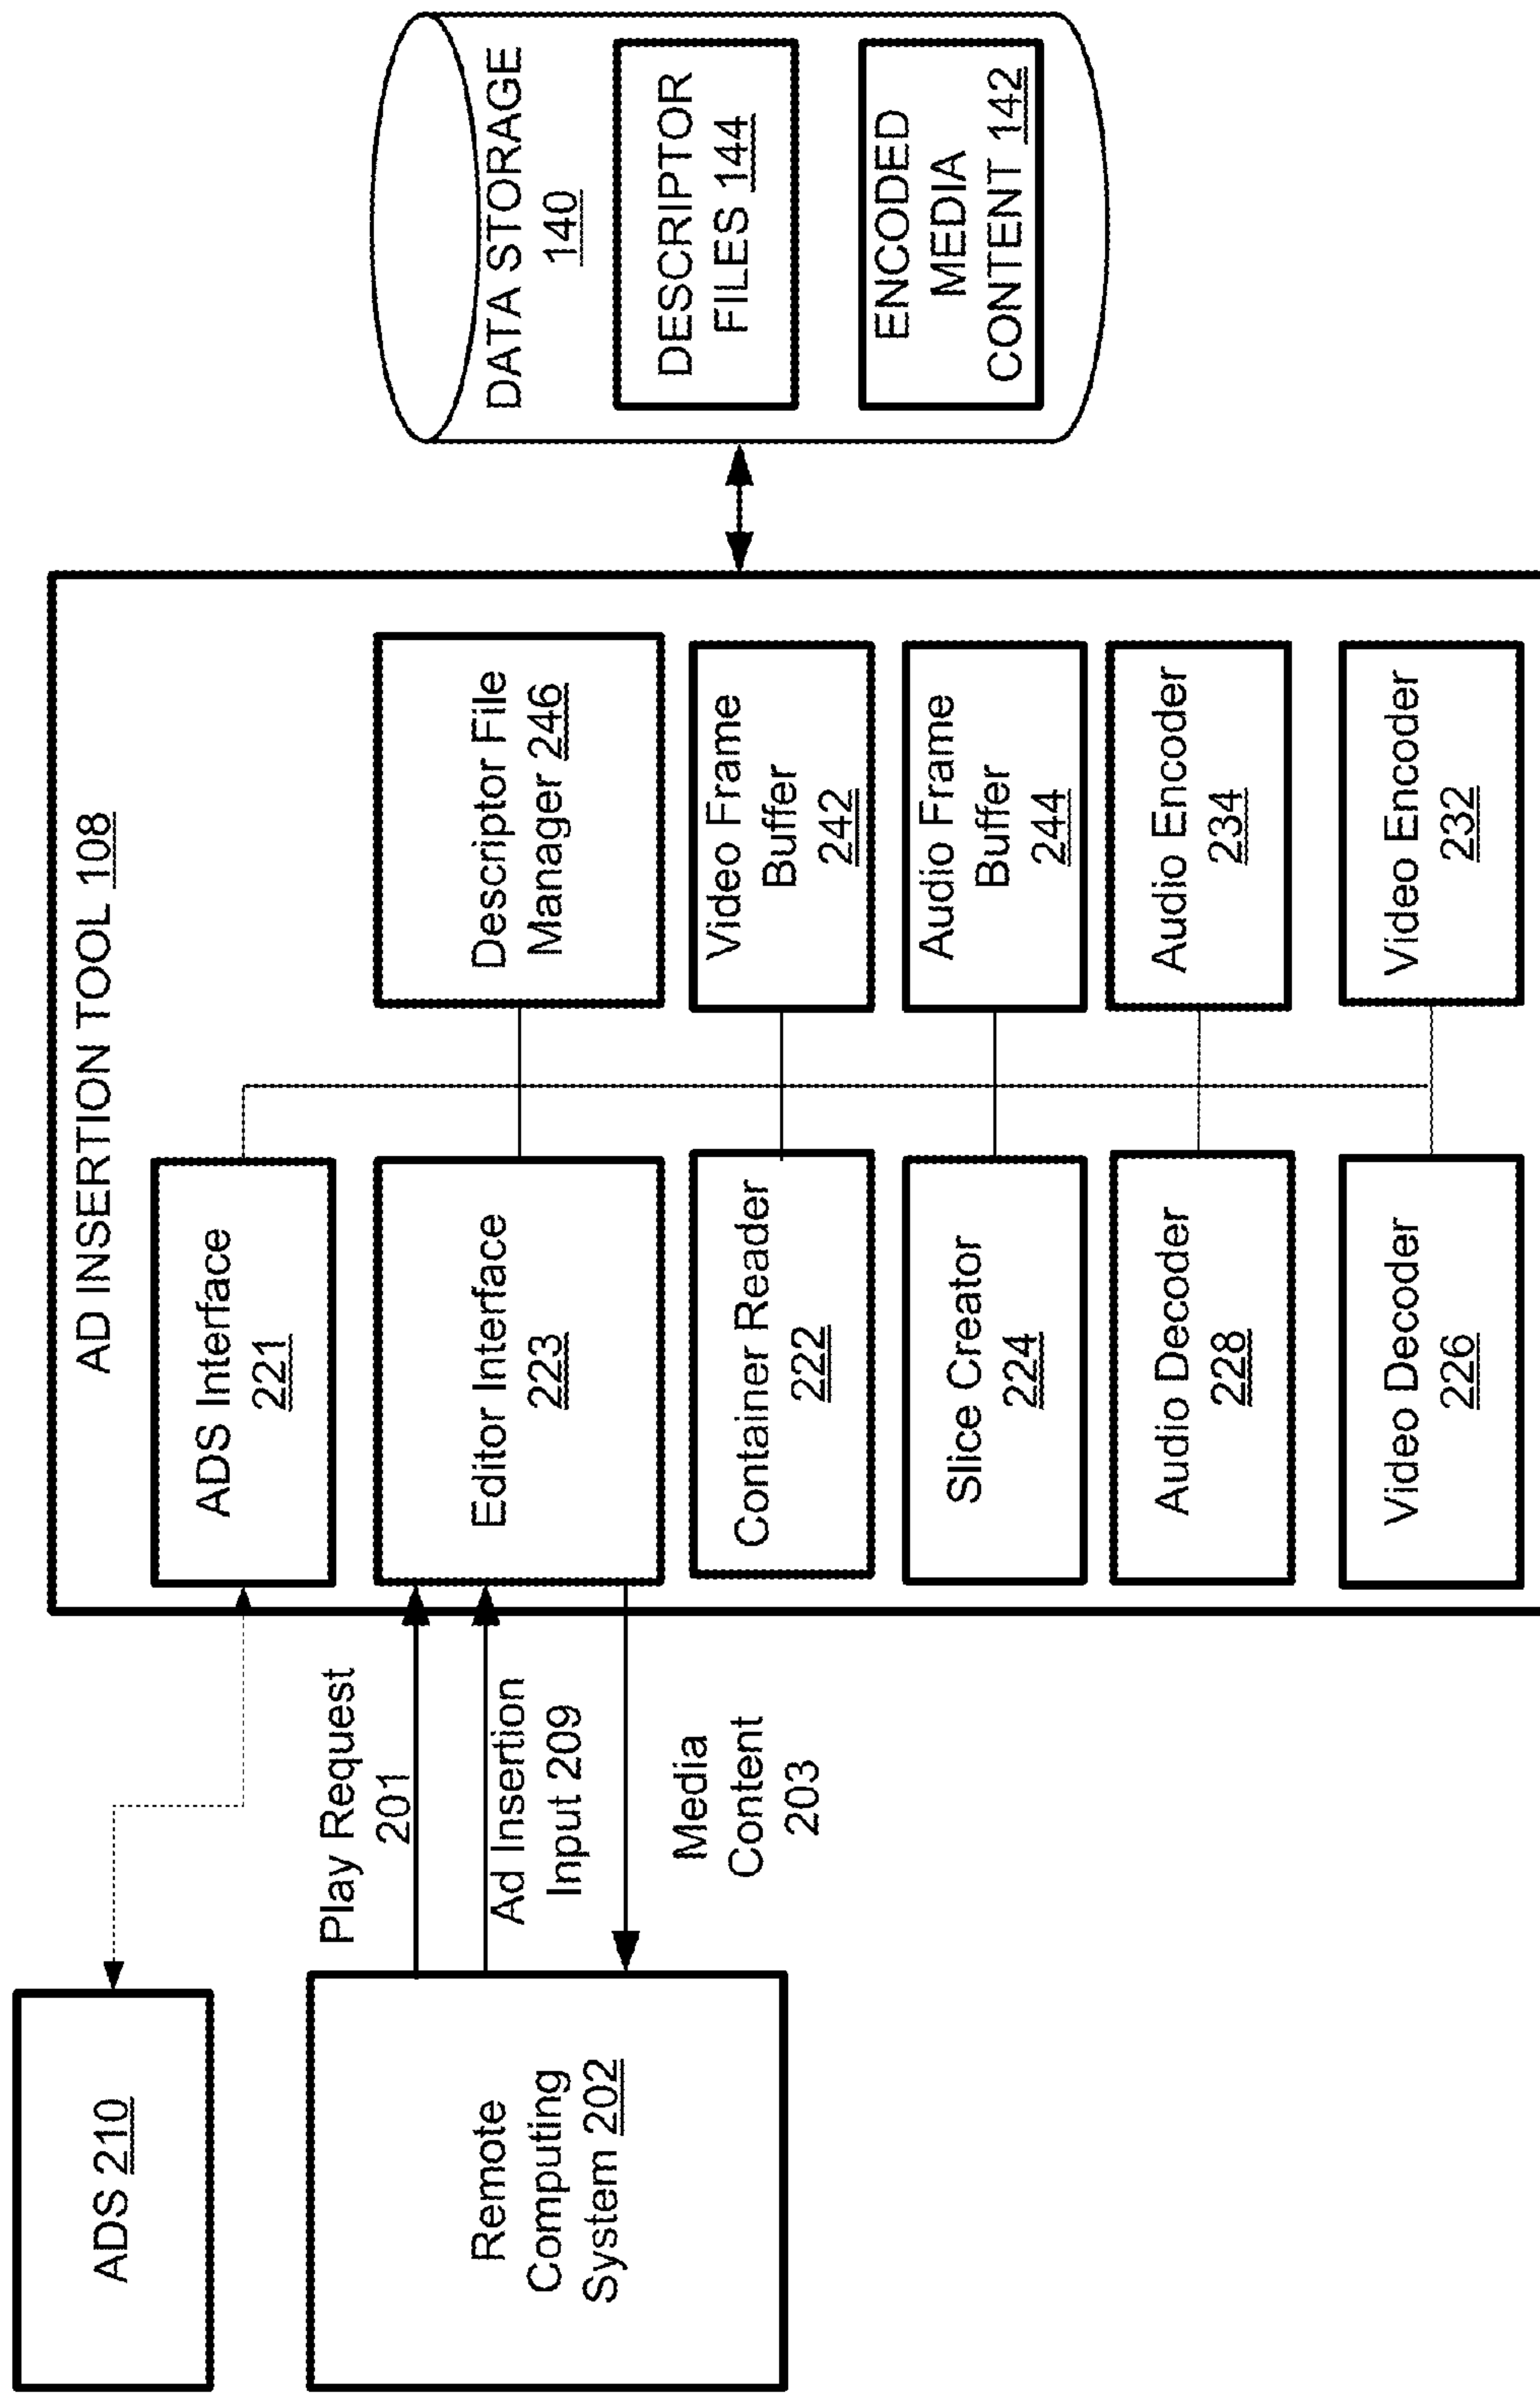 ADS 210
Remote
Computing
System 202
Play Request
201
Ad Insertion
Input 209
Media
Content
203
AD INSERTION TOOL 108
ADS Interface
221
Editor Interface
223
Container Reader
222
Slice Creator
224
Audio Decoder
228
Video Decoder
226
Descriptor File
Manager 246
Video Frame
Buffer
242
Audio Frame
Buffer
244
Audio Encoder
234
Video Encoder
232
DATA STORAGE
140
DESCRIPTOR
FILES 144
ENCODED
MEDIA
CONTENT 142